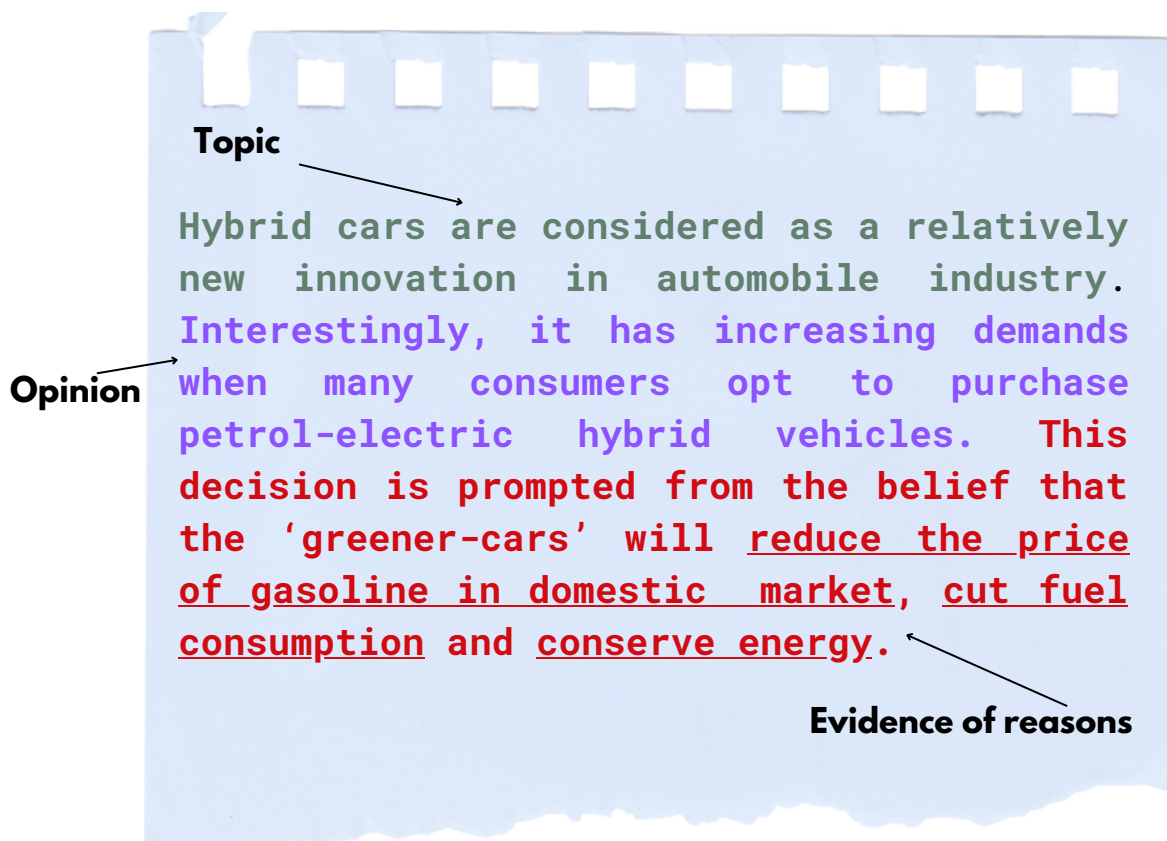 Topic
Hybrid cars are considered as a relatively
new innovation in automobile industry.
Interestingly, it has increasing demands
Opinion
when many consumers opt to purchase
petrol-electric hybrid vehicles. This
decision is prompted from the belief that
the ‘greener-cars’ will reduce the price
of gasoline in domestic market, cut fuel
consumption and conserve energy.
Evidence of reasons